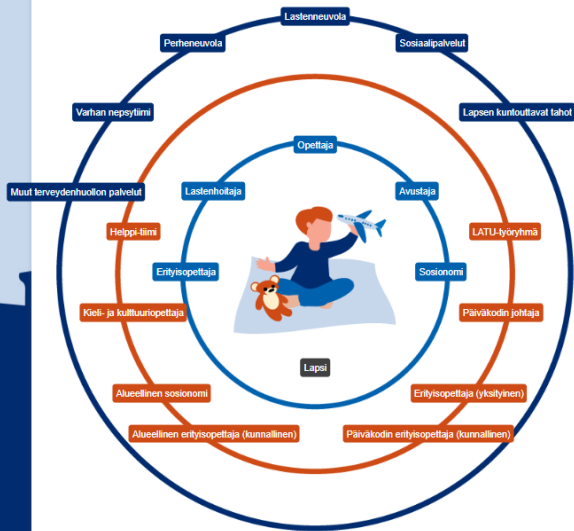 Lastenneuvola
Perheneuvola
Sosiaalipalvelut
Varhan nepsytiimi
Lapsen kuntouttavat tahot
Opettaja
Muut terveydenhuollon palvelut
Lastenhoitaja
Avustaja
Helppi-tiimi
LATU-työryhmä
Erityisopettaja
Sosionomi
Kieli- ja kulttuuriopettaja
Päiväkodin johtaja
Lapsi
Alueellinen sosionomi
Erityisopettaja (yksityinen)
Alueellinen erityisopettaja (kunnallinen)
Päiväkodin erityisopettaja (kunnallinen)